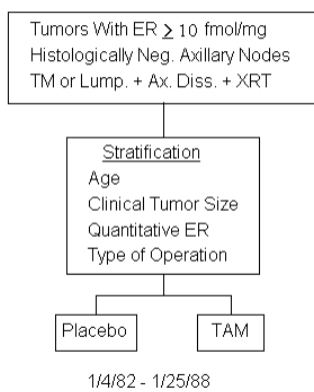 Tumors With ER ≥ 10 fmol/mg
Histologically Neg. Axillary Nodes
TM or Lump. + Ax. Diss. + XRT
Stratification
Age
Clinical Tumor Size
Quantitative ER
Type of Operation
Placebo TAM
1/4/82 - 1/25/88